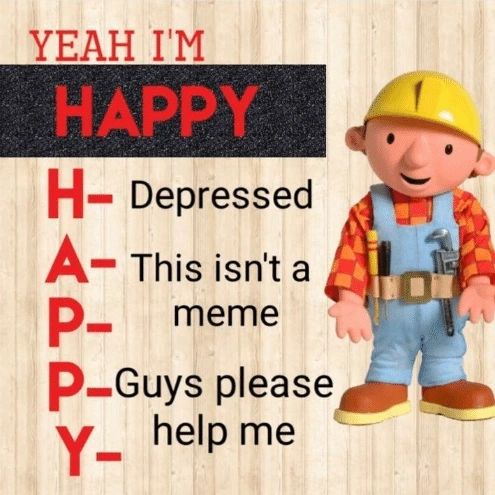 YEAH I'M
HAPPY
H- Depressed
A- This isn't a
P- meme
P-Guys please
Y- help me